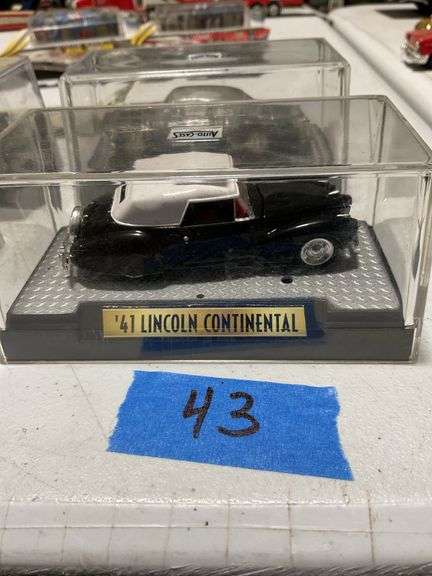 AUTO-CASES
'41 LINCOLN CONTINENTAL
43